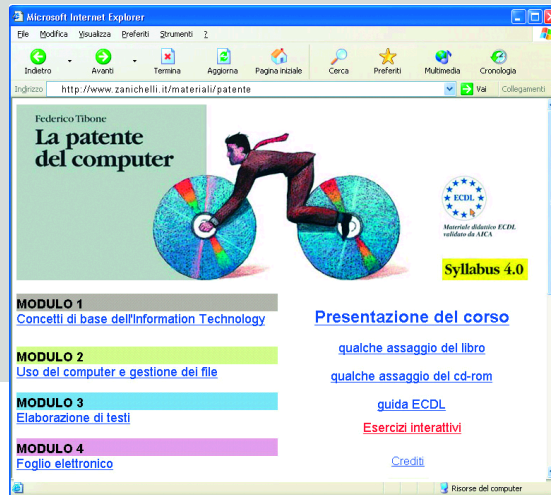 Microsoft Internet Explorer
File Modifica Visualizza Preferiti Strumenti ?
Indietro Avanti Termina Aggiorna Pagina iniziale Cerca Preferiti Multimedia Cronologia
Indirizzo http://www.zanichelli.it/materiali/patente Vai Collegamenti
Federico Tibone
La patente
del computer
ECDL
Materiale didattico ECDL
validato da AICA
Syllabus 4.0
MODULO 1
Concetti di base dell'Information Technology
MODULO 2
Uso del computer e gestione dei file
MODULO 3
Elaborazione di testi
MODULO 4
Foglio elettronico
Presentazione del corso
qualche assaggio del libro
qualche assaggio del cd-rom
guida ECDL
Esercizi interattivi
Crediti
Risorse del computer